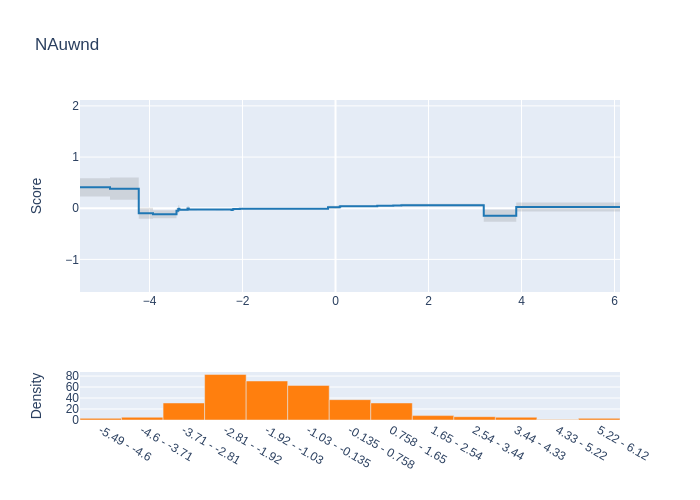 NAuwnd
Score
2
1
0
−1
−4
−2
0
2
4
6
Density
80
60
40
20
0
-5.49 - -4.6
-4.6 - -3.71
-3.71 - -2.81
-2.81 - -1.92
-1.92 - -1.03
-1.03 - -0.135
-0.135 - 0.758
0.758 - 1.65
1.65 - 2.54
2.54 - 3.44
3.44 - 4.33
4.33 - 5.22
5.22 - 6.12